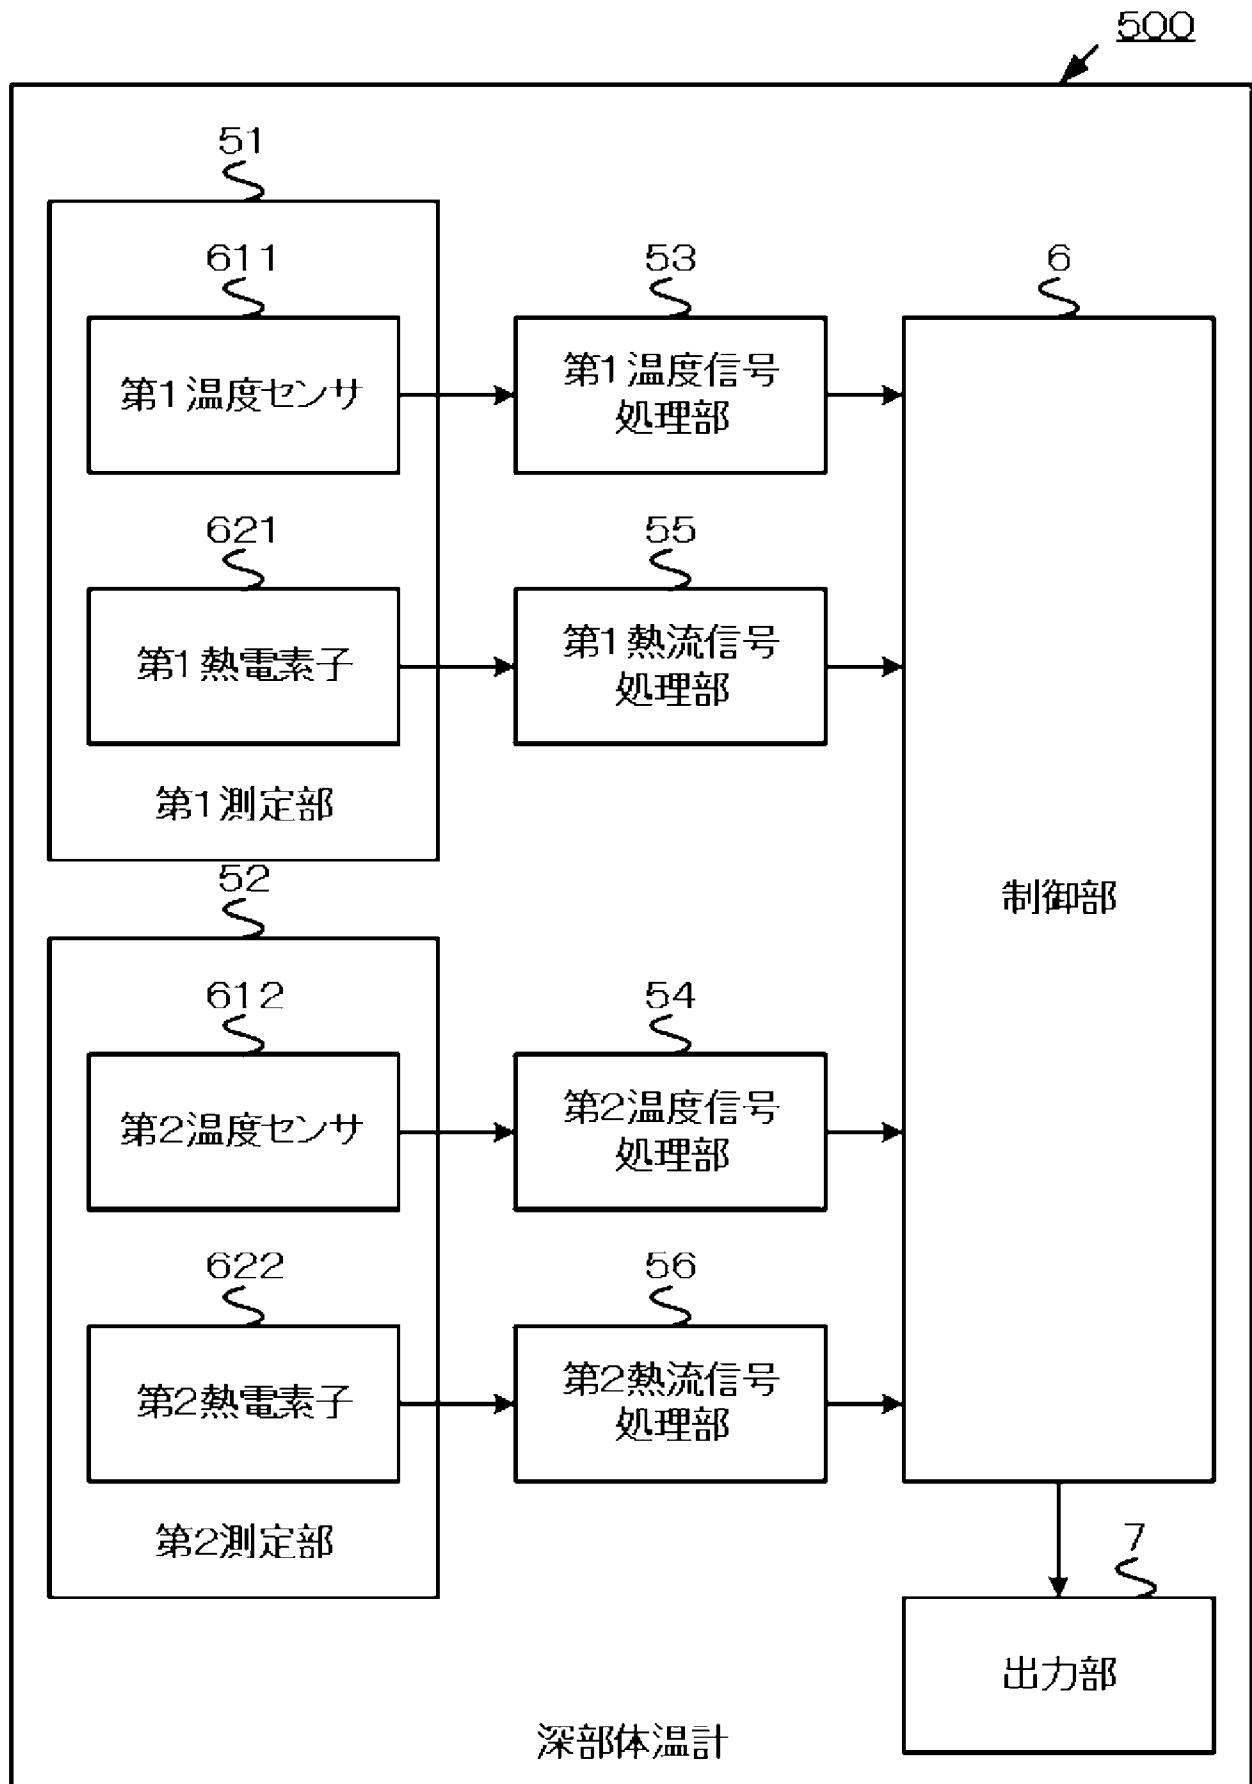 500
51
611
53
6
第1温度センサ
第1温度信号
処理部
621
55
第1熱電素子
第1熱流信号
処理部
第1測定部
制御部
52
612
54
第2温度センサ
第2温度信号
処理部
622
56
第2熱電素子
第2熱流信号
処理部
第2測定部
7
出力部
深部体温計